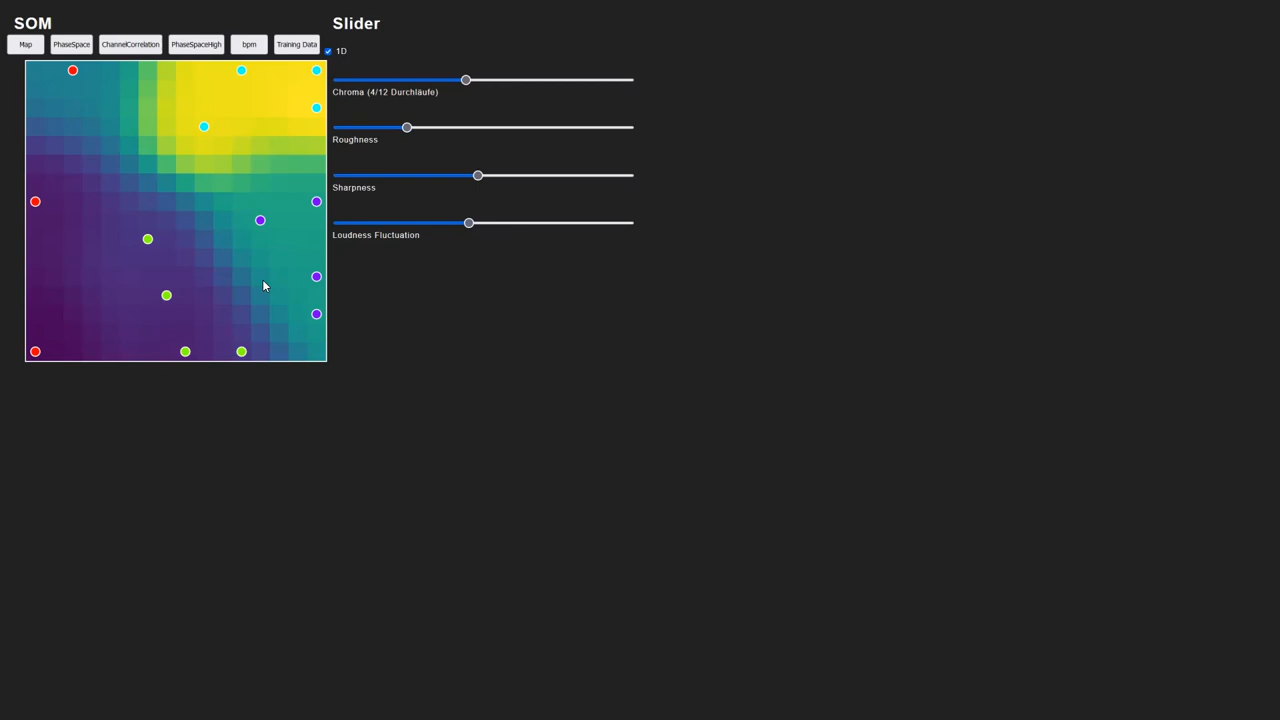 SOM
Map PhaseSpace ChannelCorrelation PhaseSpaceHigh bpm Training Data
Slider
1D
Chroma (4/12 Durchläufe)
Roughness
Sharpness
Loudness Fluctuation